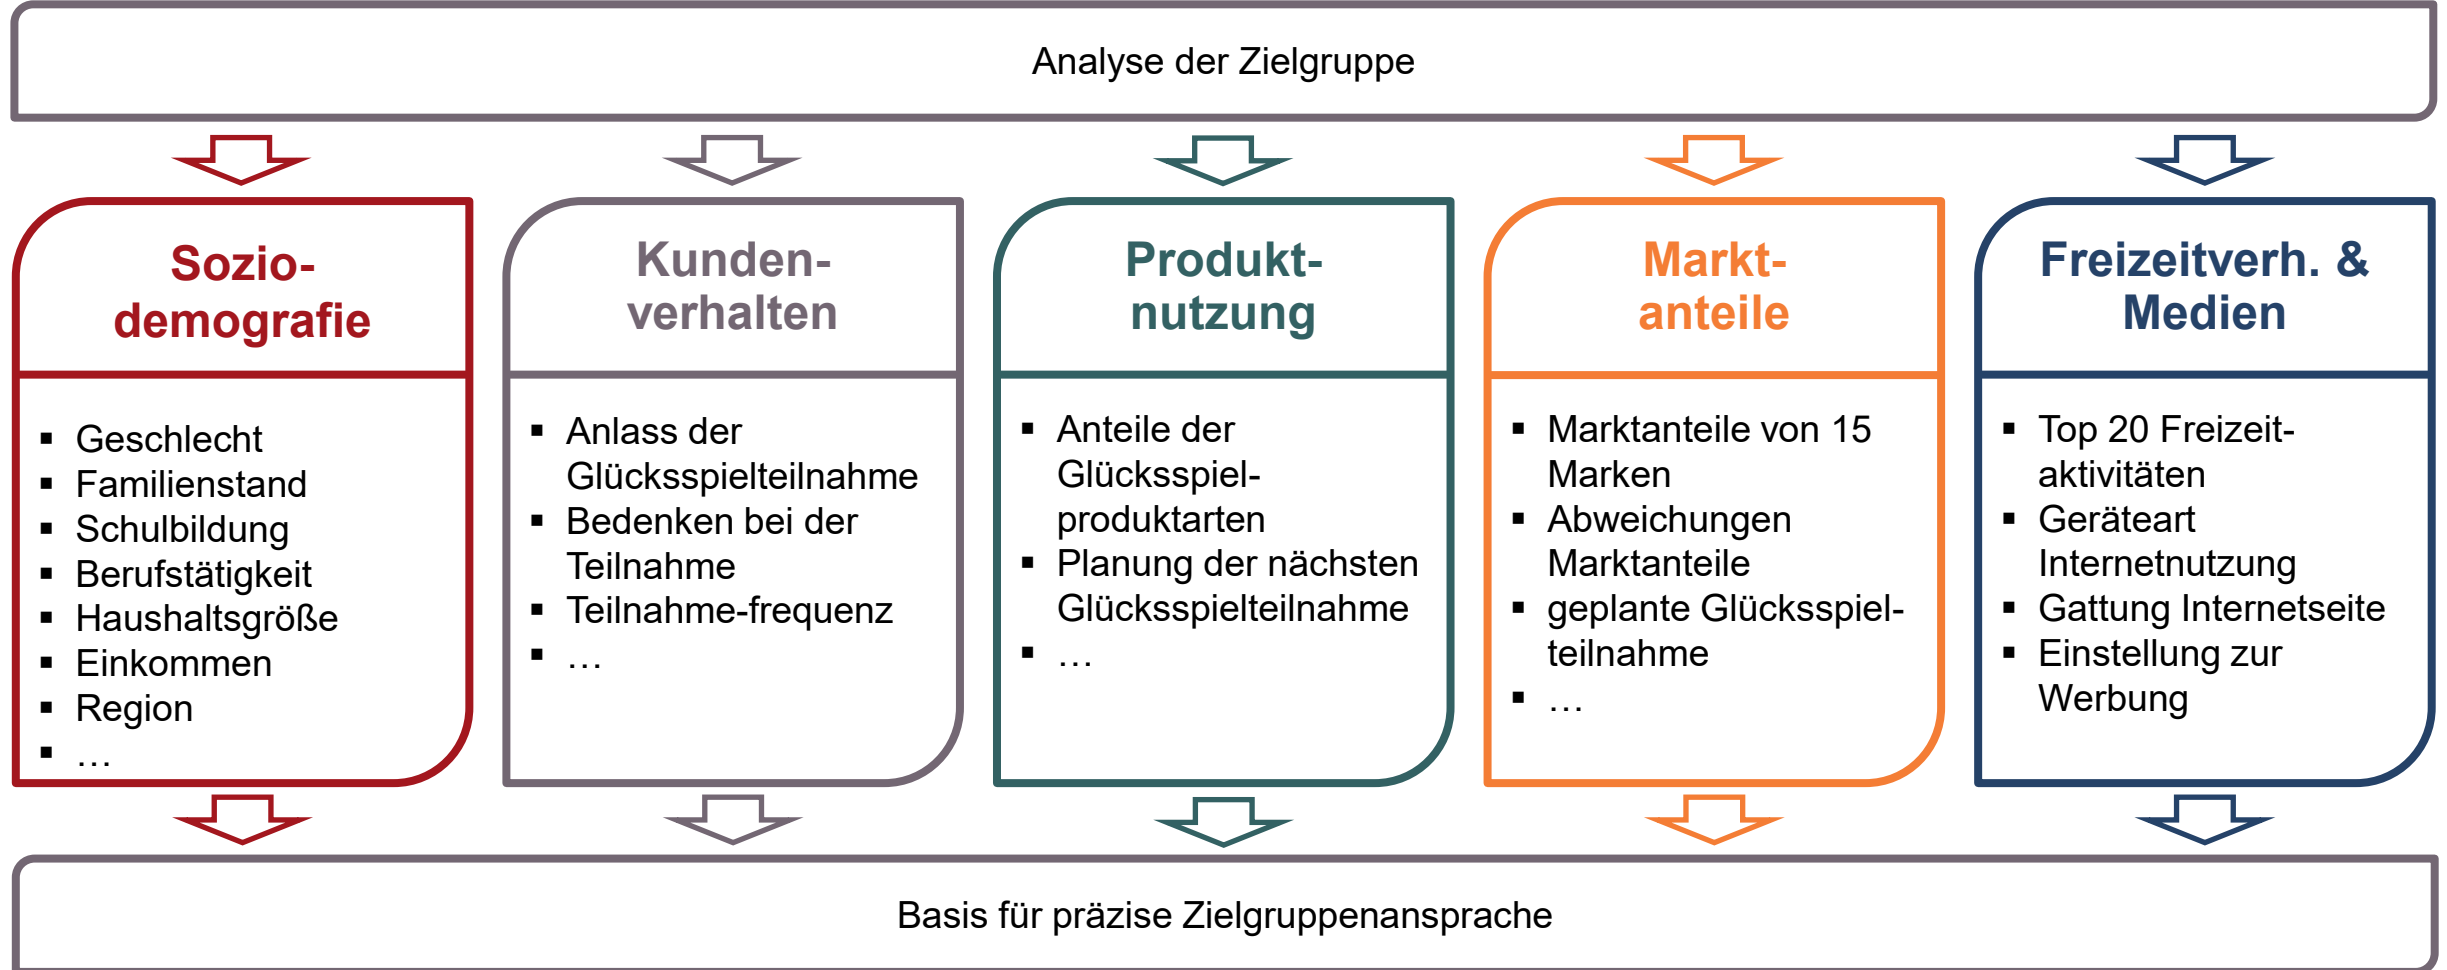 Analyse der Zielgruppe
Sozio-
demografie
▪ Geschlecht
▪ Familienstand
▪ Schulbildung
▪ Berufstätigkeit
▪ Haushaltsgröße
▪ Einkommen
▪ Region
▪ …
Kunden-
verhalten
▪ Anlass der
Glücksspielteilnahme
▪ Bedenken bei der
Teilnahme
▪ Teilnahme-frequenz
▪ …
Produkt-
nutzung
▪ Anteile der
Glücksspiel-
produktarten
▪ Planung der nächsten
Glücksspielteilnahme
▪ …
Markt-
anteile
▪ Marktanteile von 15
Marken
▪ Abweichungen
Marktanteile
▪ geplante Glücksspiel-
teilnahme
▪ …
Freizeitverh. &
Medien
▪ Top 20 Freizeit-
aktivitäten
▪ Geräteart
Internetnutzung
▪ Gattung Internetseite
▪ Einstellung zur
Werbung
Basis für präzise Zielgruppenansprache